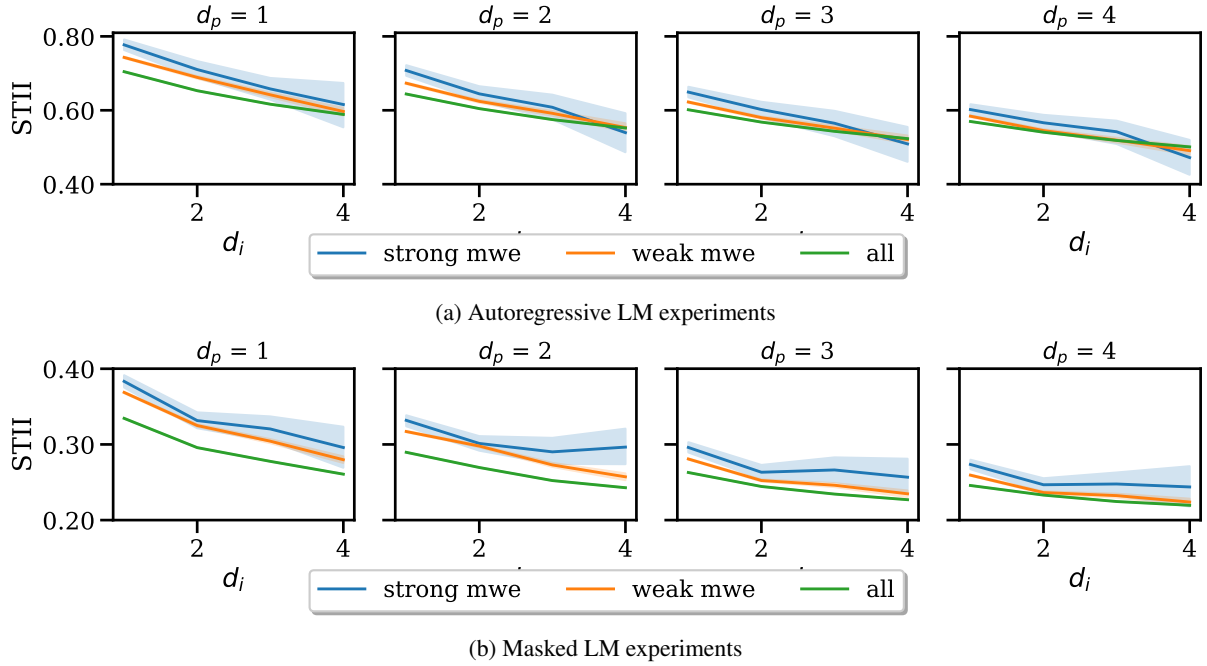 d_p = 1 d_p = 2 d_p = 3 d_p = 4
0.80
0.60
0.40
STII
2 4 2 4 2 4 2 4
d_i d_i
strong mwe weak mwe all
(a) Autoregressive LM experiments
d_p = 1 d_p = 2 d_p = 3 d_p = 4
0.40
0.30
0.20
STII
2 4 2 4 2 4 2 4
d_i d_i
strong mwe weak mwe all
(b) Masked LM experiments